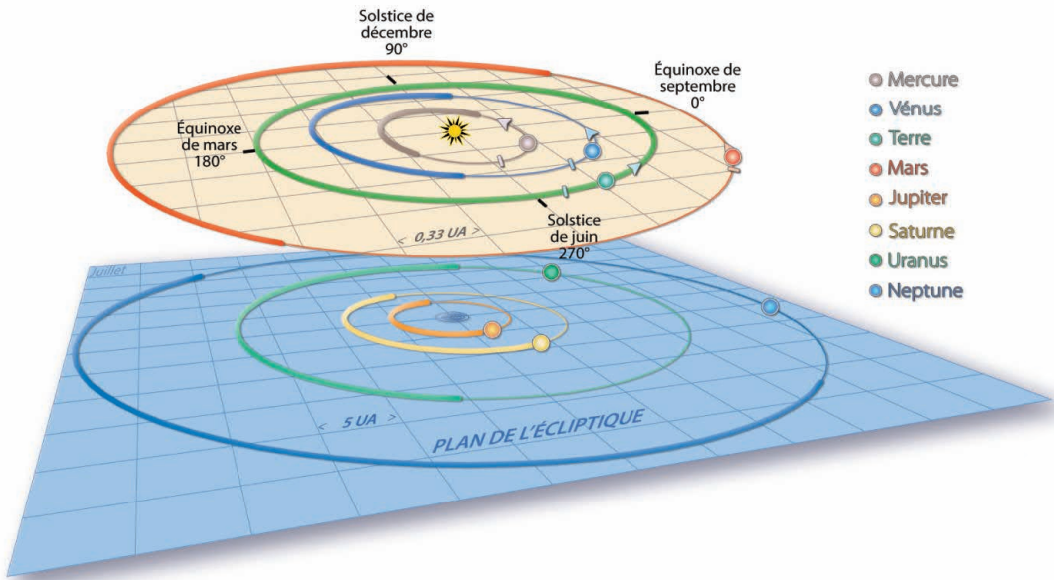 Solstice de
décembre
90°
Équinoxe de
septembre
0°
Équinoxe
de mars
180°
Solstice
de juin
270°
< 0,33 UA >
Juillet
< 5 UA >
PLAN DE L'ÉCLIPTIQUE
Mercure
Vénus
Terre
Mars
Jupiter
Saturne
Uranus
Neptune